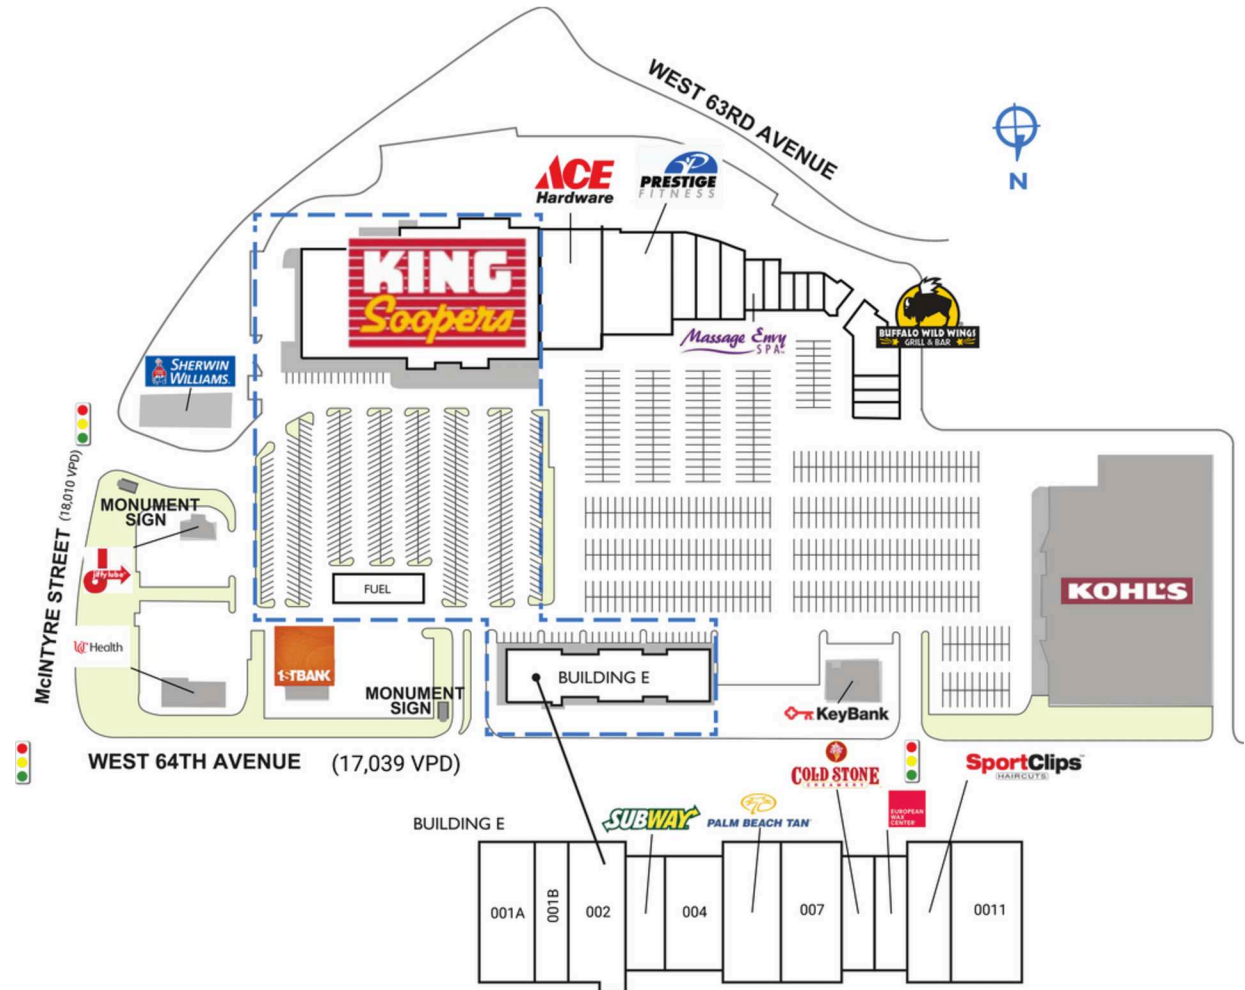 WEST 63RD AVENUE
N
ACE
Hardware
PRESTIGE
FITNESS
KING
Soopers
Massage Envy
SPA
BUFFALO WILD WINGS
GRILL & BAR
SHERWIN
WILLIAMS.
McINTYRE STREET (18,010 VPD)
MONUMENT
SIGN
jiffylube
FUEL
KOHL'S
UC Health
1STBANK
MONUMENT
SIGN
BUILDING E
KeyBank
WEST 64TH AVENUE (17,039 VPD)
COLD STONE
CREAMERY
SportClips
HAIRCUTS
BUILDING E
SUBWAY
PALM BEACH TAN
EUROPEAN
WAX
CENTER
001A
001B
002
004
007
0011